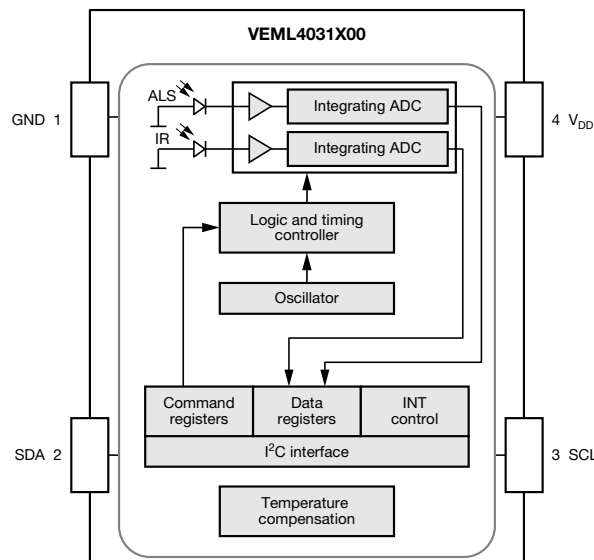 VEML4031X00
ALS
Integrating ADC
GND 1
4 VDD
IR
Integrating ADC
Logic and timing
controller
Oscillator
Command
registers
Data
registers
INT
control
SDA 2
I²C interface
3 SCL
Temperature
compensation